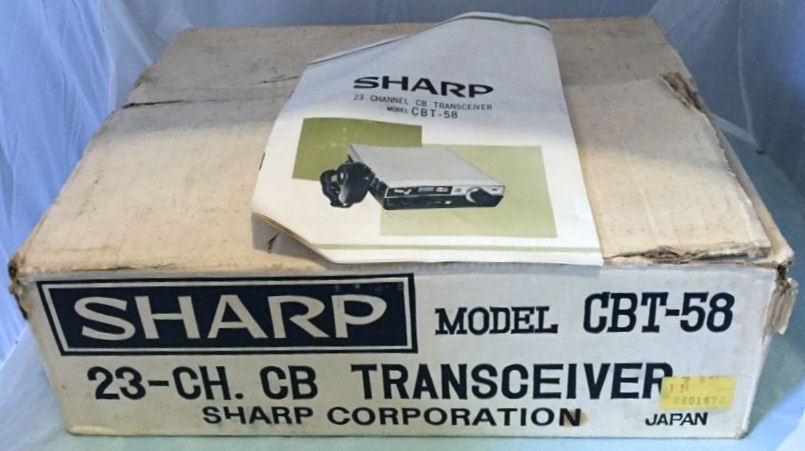 SHARP
23 CHANNEL CB TRANSCEIVER
MODEL CBT-58
SHARP MODEL CBT-58
23-CH. CB TRANSCEIVER
SHARP CORPORATION JAPAN